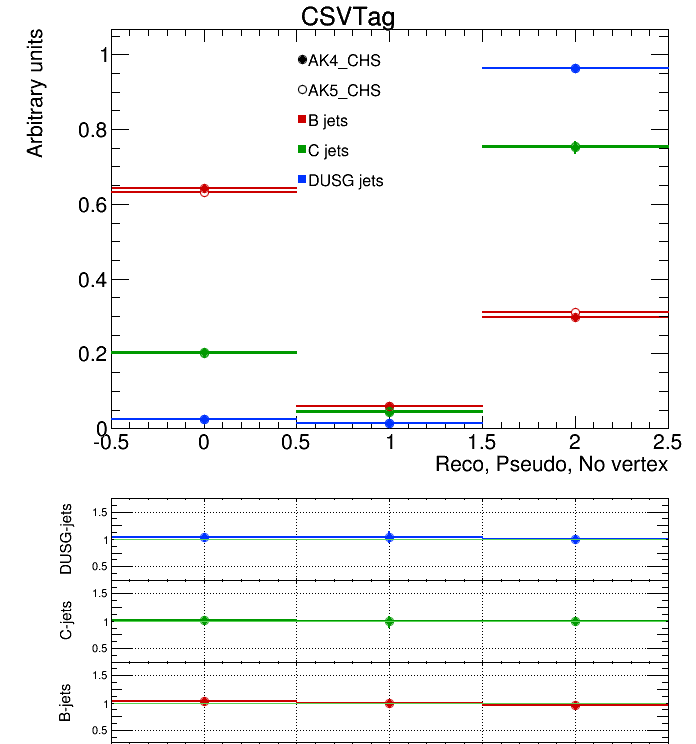 CSVTag
Arbitrary units
1
0.8
0.6
0.4
0.2
0
AK4_CHS
AK5_CHS
B jets
C jets
DUSG jets
-0.5 0 0.5 1 1.5 2 2.5
Reco, Pseudo, No vertex
DUSG-jets
1.5
1
0.5
C-jets
1.5
1
0.5
B-jets
1.5
1
0.5